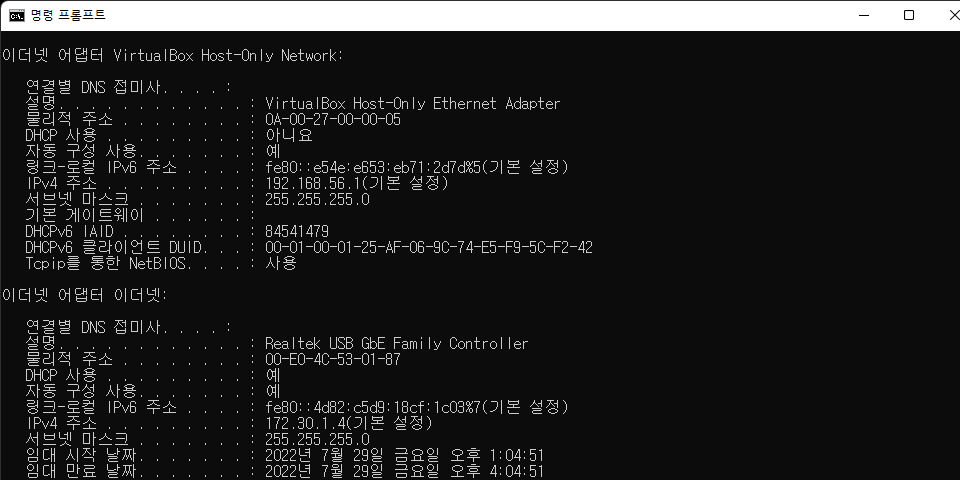 명령 프롬프트
이더넷 어댑터 VirtualBox Host-Only Network:
연결별 DNS 접미사. . . . :
설명. . . . . . . . . . . . : VirtualBox Host-Only Ethernet Adapter
물리적 주소 . . . . . . . . : 0A-00-27-00-00-05
DHCP 사용 . . . . . . . . . : 아니요
자동 구성 사용. . . . . . . : 예
링크-로컬 IPv6 주소 . . . . : fe80::e54e:e653:eb71:2d7d%5(기본 설정)
IPv4 주소 . . . . . . . . . : 192.168.56.1(기본 설정)
서브넷 마스크 . . . . . . . : 255.255.255.0
기본 게이트웨이 . . . . . . :
DHCPv6 IAID . . . . . . . . : 84541479
DHCPv6 클라이언트 DUID. . . : 00-01-00-01-25-AF-06-9C-74-E5-F9-5C-F2-42
Tcpip를 통한 NetBIOS. . . . : 사용
이더넷 어댑터 이더넷:
연결별 DNS 접미사. . . . :
설명. . . . . . . . . . . . : Realtek USB GbE Family Controller
물리적 주소 . . . . . . . . : 00-E0-4C-53-01-87
DHCP 사용 . . . . . . . . . : 예
자동 구성 사용. . . . . . . : 예
링크-로컬 IPv6 주소 . . . . : fe80::4d82:c5d9:18cf:1c03%7(기본 설정)
IPv4 주소 . . . . . . . . . : 172.30.1.4(기본 설정)
서브넷 마스크 . . . . . . . : 255.255.255.0
임대 시작 날짜. . . . . . . : 2022년 7월 29일 금요일 오후 1:04:51
임대 만료 날짜. . . . . . . : 2022년 7월 29일 금요일 오후 4:04:51